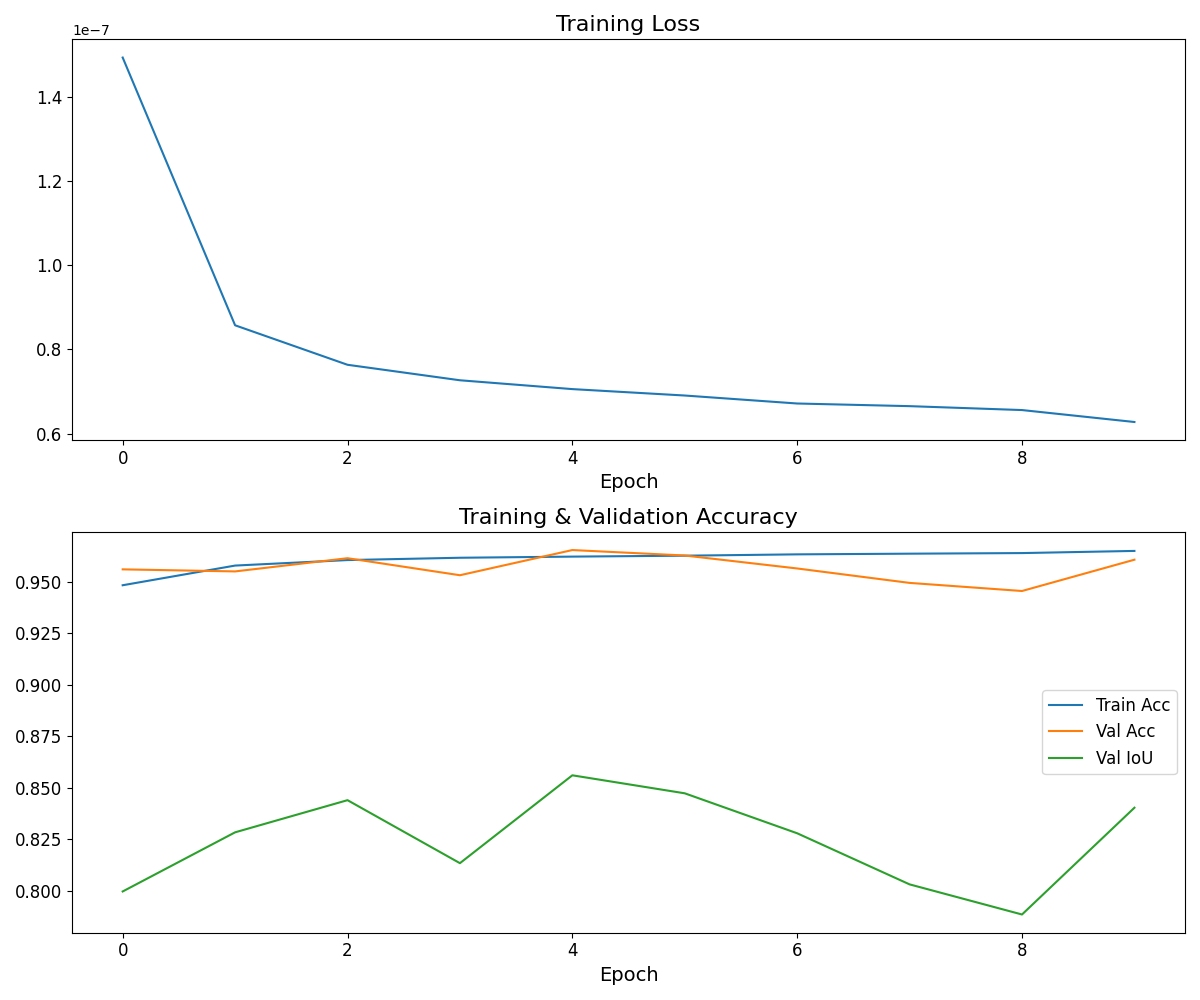 Training Loss
1e−7
1.4
1.2
1.0
0.8
0.6
0 2 4 6 8
Epoch
Training & Validation Accuracy
0.950
0.925
0.900
0.875
0.850
0.825
0.800
Train Acc
Val Acc
Val IoU
0 2 4 6 8
Epoch